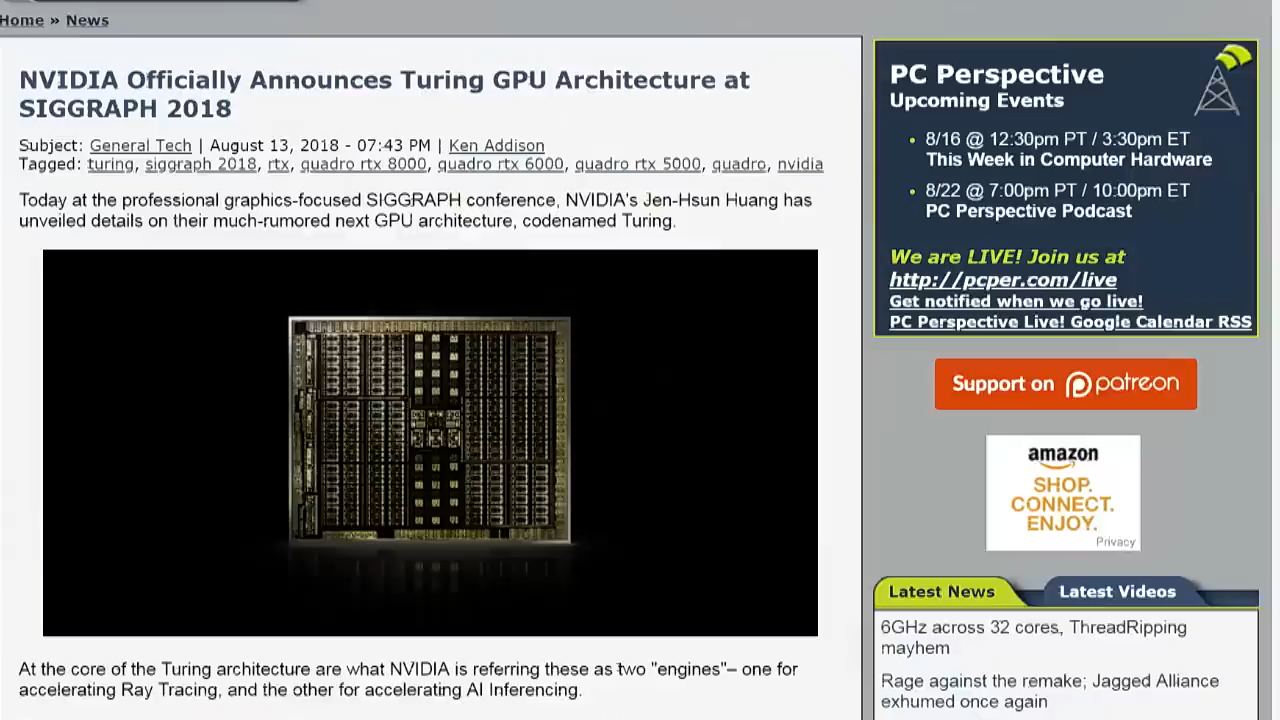 Home » News
NVIDIA Officially Announces Turing GPU Architecture at
SIGGRAPH 2018
Subject: General Tech | August 13, 2018 - 07:43 PM | Ken Addison
Tagged: turing, siggraph 2018, rtx, quadro rtx 8000, quadro rtx 6000, quadro rtx 5000, quadro, nvidia
Today at the professional graphics-focused SIGGRAPH conference, NVIDIA's Jen-Hsun Huang has
unveiled details on their much-rumored next GPU architecture, codenamed Turing.
At the core of the Turing architecture are what NVIDIA is referring these as two "engines"– one for
accelerating Ray Tracing, and the other for accelerating AI Inferencing.
PC Perspective
Upcoming Events
8/16 @ 12:30pm PT / 3:30pm ET
This Week in Computer Hardware
8/22 @ 7:00pm PT / 10:00pm ET
PC Perspective Podcast
We are LIVE! Join us at
http://pcper.com/live
Get notified when we go live!
PC Perspective Live! Google Calendar RSS
Support on patreon
amazon
SHOP.
CONNECT.
ENJOY.
Privacy
Latest News
Latest Videos
6GHz across 32 cores, ThreadRipping
mayhem
Rage against the remake; Jagged Alliance
exhumed once again